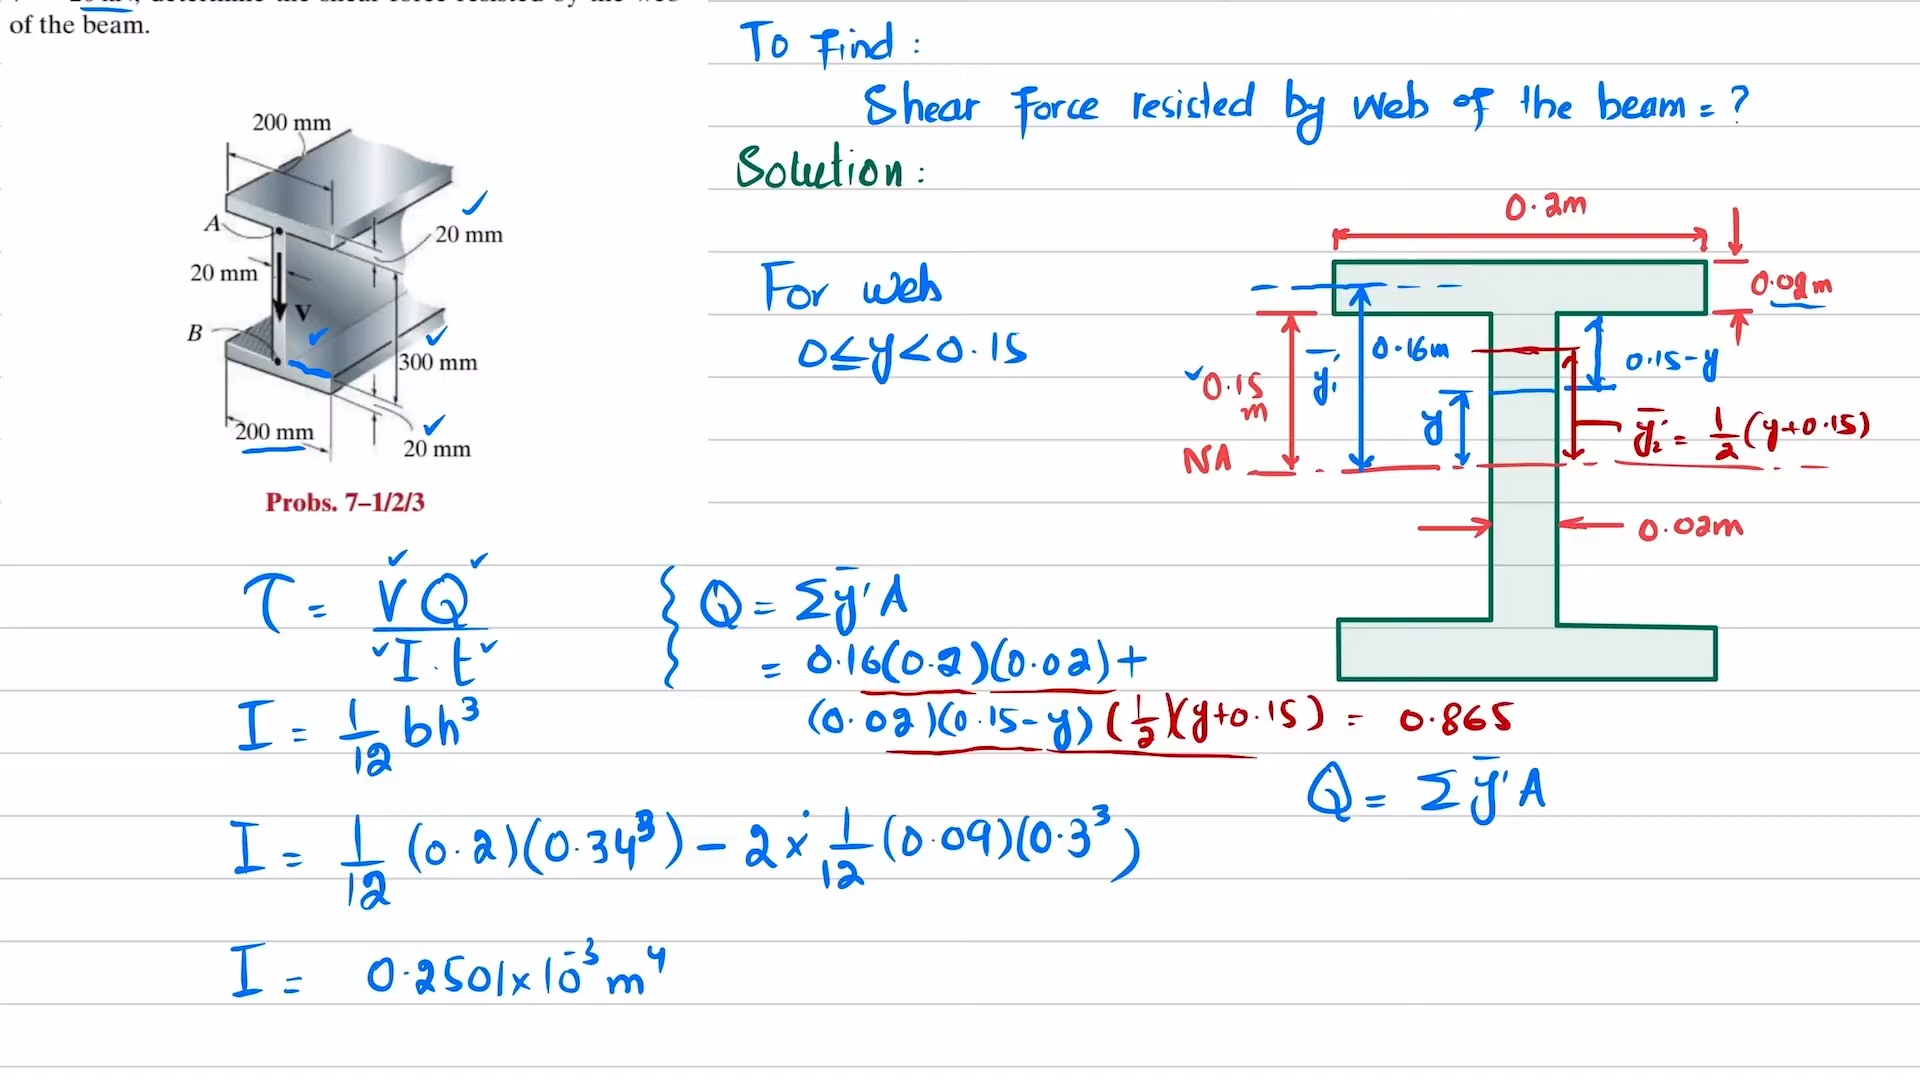 of the beam.
200 mm
A
20 mm
20 mm
V
B
300 mm
200 mm
20 mm
Probs. 7–1/2/3
To Find :
Shear Force resisted by web of the beam = ?
Solution :
For web
0≤y<0.15
0.2m
0.02m
0.16m
0.15-y
0.15 m
y̅₁'
y
y̅₂' = 1/2 (y+0.15)
NA
0.02m
τ = VQ / I.t
Q = Σy̅'A
= 0.16(0.2)(0.02)+
(0.02)(0.15-y)(1/2)(y+0.15) = 0.865
I = 1/12 bh³
Q = Σy̅'A
I = 1/12 (0.2)(0.34³) - 2 × 1/12 (0.09)(0.3³)
I = 0.2501×10⁻³ m⁴